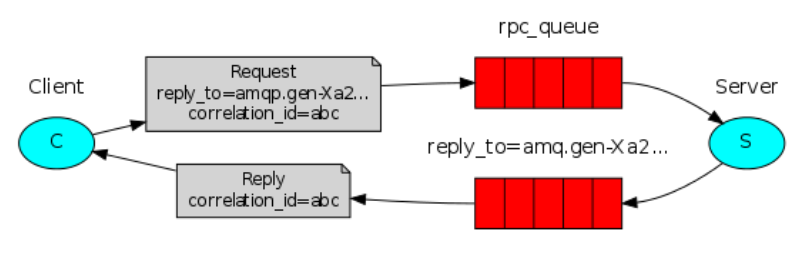 rpc_queue
Client
Request
reply_to=amqp.gen-Xa2...
correlation_id=abc
Server
C
S
reply_to=amq.gen-Xa2...
Reply
correlation_id=abc